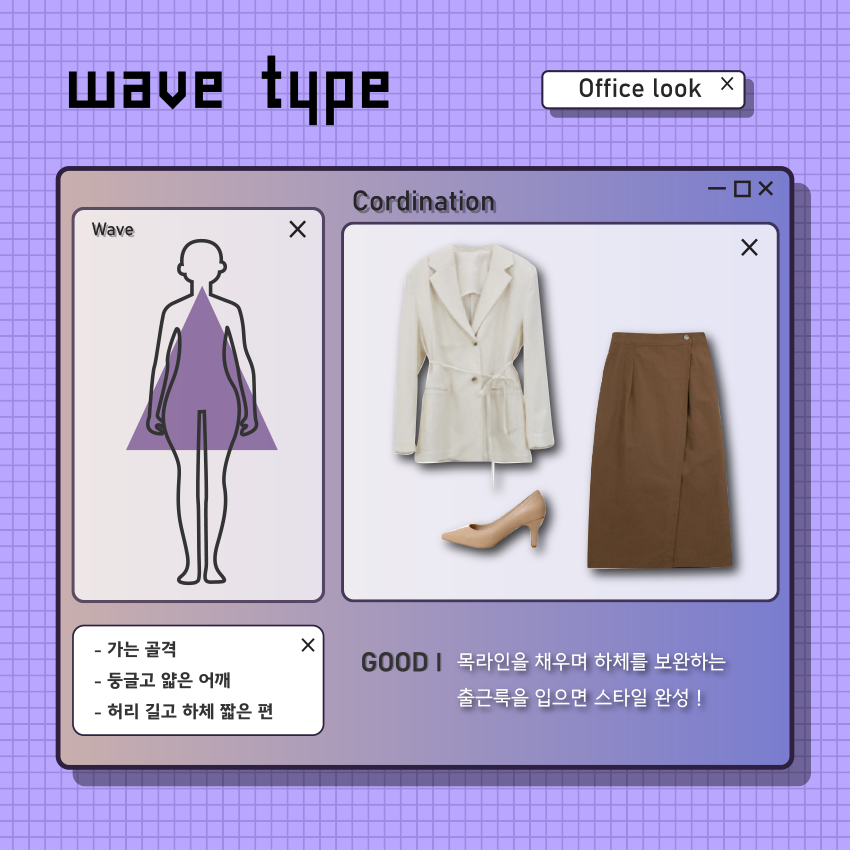 wave type
Office look
Cordination
Wave
- 가는 골격
- 둥글고 얇은 어깨
- 허리 길고 하체 짧은 편
GOOD | 목라인을 채우며 하체를 보완하는
출근룩을 입으면 스타일 완성 !